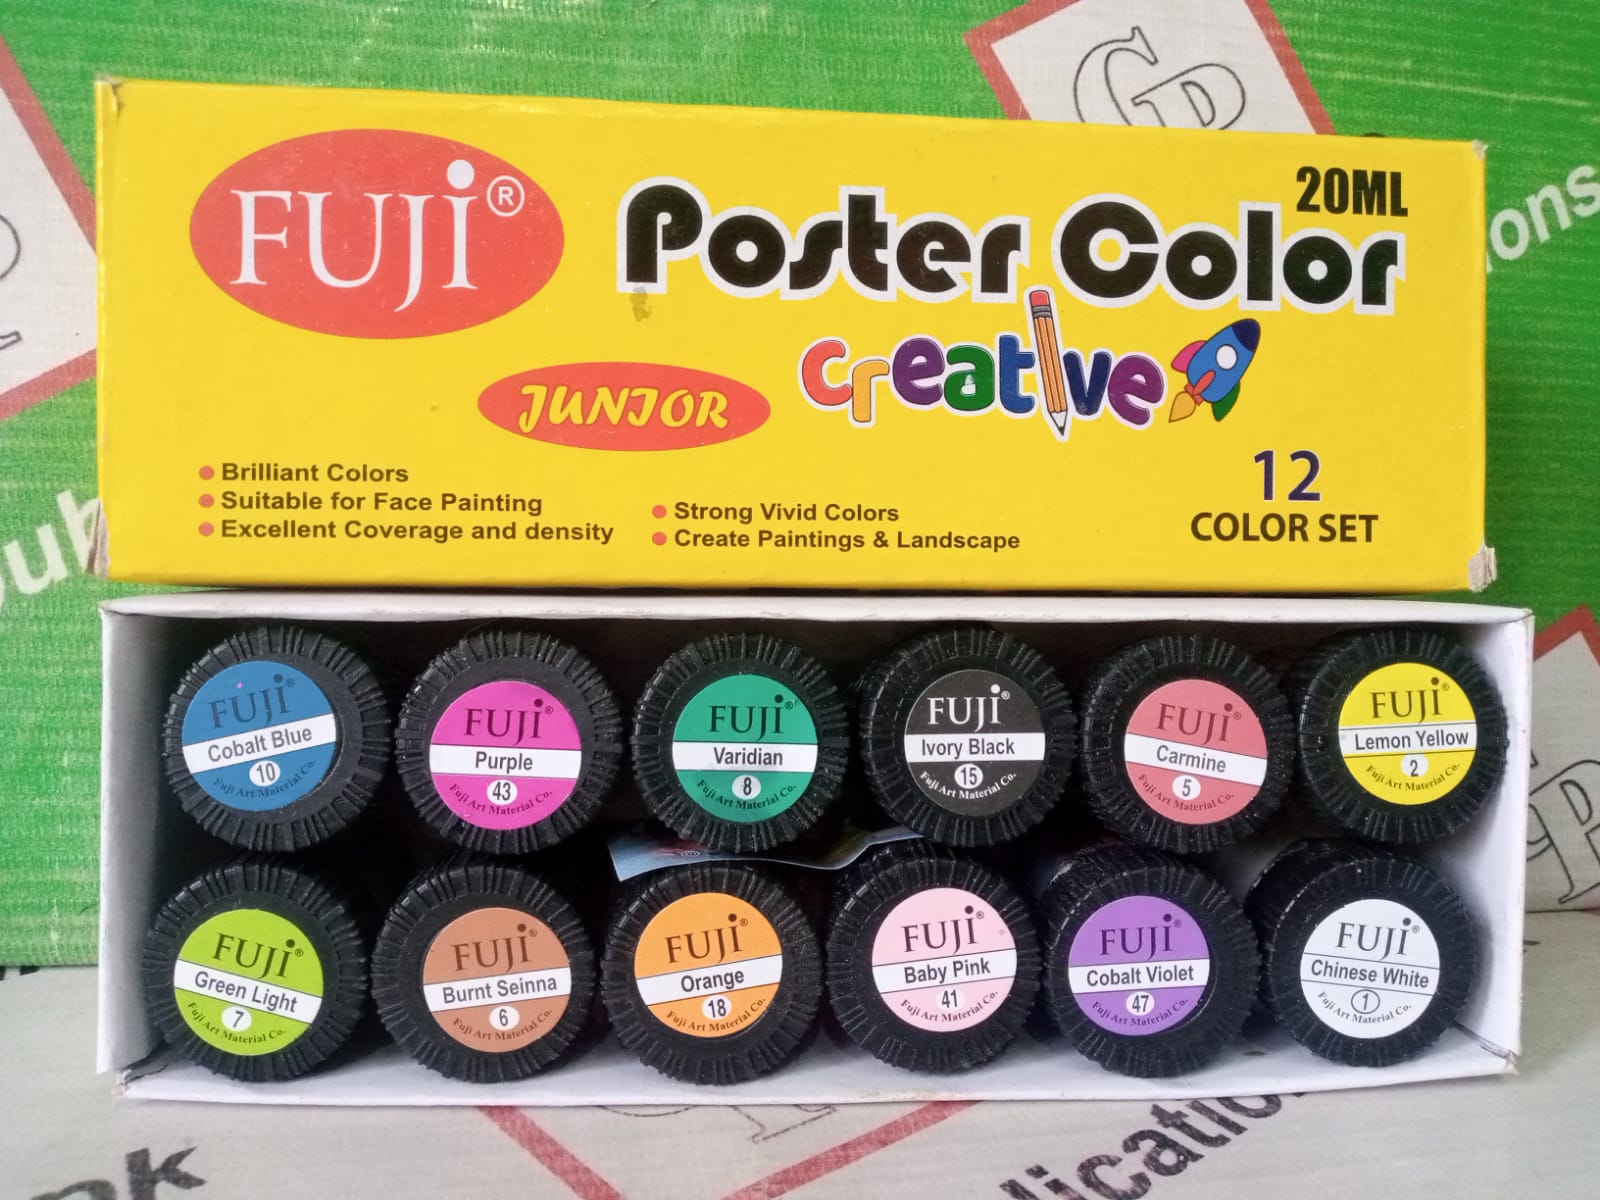 FUJi®
Poster Color
20ML
creative
JUNIOR
Brilliant Colors
Suitable for Face Painting
Excellent Coverage and density
Strong Vivid Colors
Create Paintings & Landscape
12
COLOR SET
FUJi®
Cobalt Blue
10
Fuji Art Material Co.
FUJi®
Purple
43
Fuji Art Material Co.
FUJi®
Varidian
8
Fuji Art Material Co.
FUJi®
Ivory Black
15
Fuji Art Material Co.
FUJi®
Carmine
5
Fuji Art Material Co.
FUJi®
Lemon Yellow
2
Fuji Art Material Co.
FUJi®
Green Light
7
Fuji Art Material Co.
FUJi®
Burnt Seinna
6
Fuji Art Material Co.
FUJi®
Orange
18
Fuji Art Material Co.
FUJi®
Baby Pink
41
Fuji Art Material Co.
FUJi®
Cobalt Violet
47
Fuji Art Material Co.
FUJi®
Chinese White
1
Fuji Art Material Co.